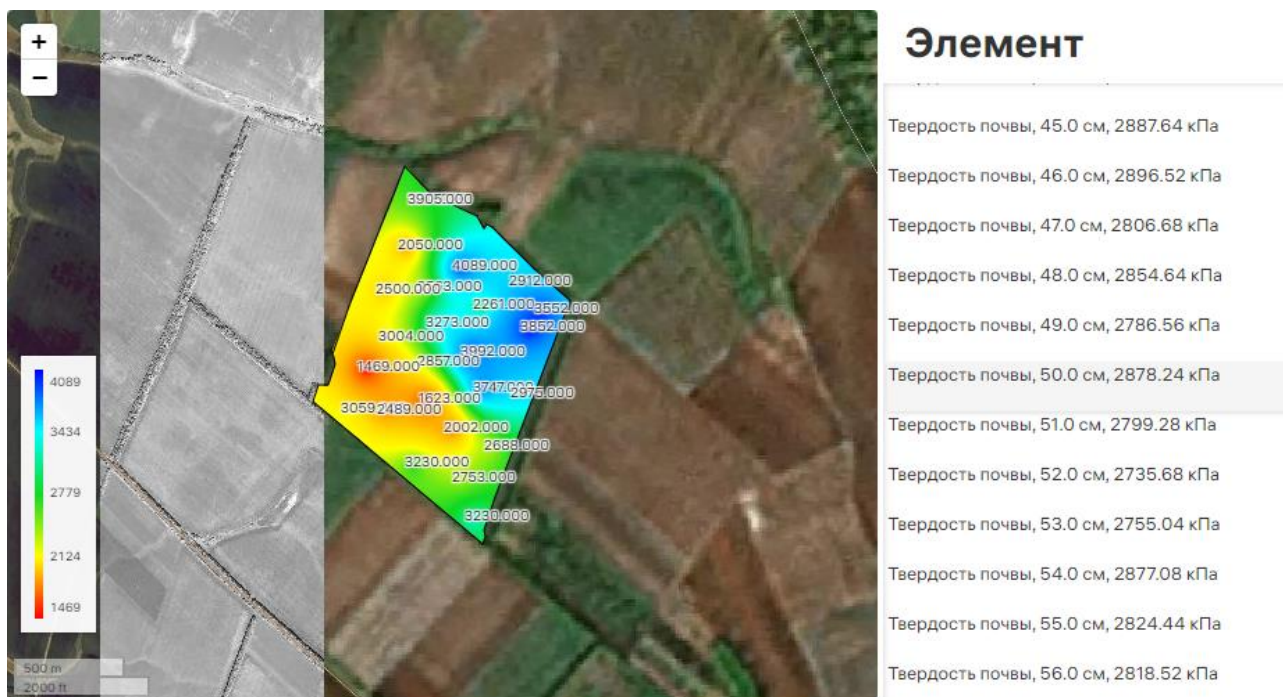 +
−
Элемент
Твердость почвы, 45.0 см, 2887.64 кПа
Твердость почвы, 46.0 см, 2896.52 кПа
Твердость почвы, 47.0 см, 2806.68 кПа
Твердость почвы, 48.0 см, 2854.64 кПа
Твердость почвы, 49.0 см, 2786.56 кПа
Твердость почвы, 50.0 см, 2878.24 кПа
Твердость почвы, 51.0 см, 2799.28 кПа
Твердость почвы, 52.0 см, 2735.68 кПа
Твердость почвы, 53.0 см, 2755.04 кПа
Твердость почвы, 54.0 см, 2877.08 кПа
Твердость почвы, 55.0 см, 2824.44 кПа
Твердость почвы, 56.0 см, 2818.52 кПа
3905.000
2050.000
4089.000
2912.000
2500.000
2261.000
3552.000
3273.000
3852.000
3004.000
3992.000
2857.000
1469.000
3747.000
2975.000
1623.000
2489.000
2002.000
2688.000
3230.000
2753.000
3230.000
4089
3434
2779
2124
1469
500 m
2000 ft